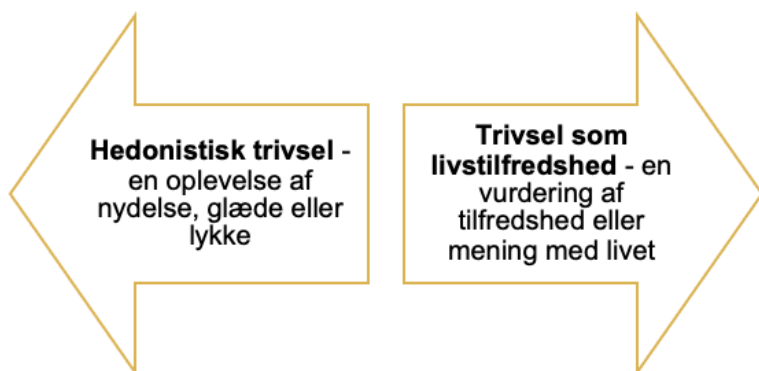 Hedonistisk trivsel -
en oplevelse af
nydelse, glæde eller
lykke
Trivsel som
livstilfredshed - en
vurdering af
tilfredshed eller
mening med livet